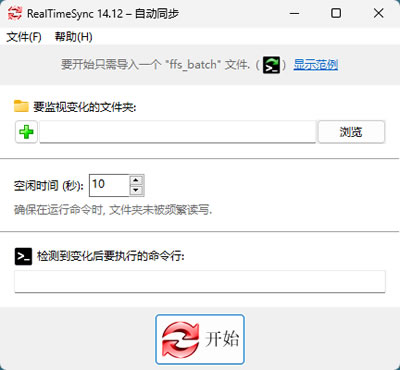 RealTimeSync 14.12 – 自动同步
文件(F) 帮助(H)
要开始只需导入一个 "ffs_batch" 文件. ( ) 显示范例
要监视变化的文件夹:
浏览
空闲时间 (秒): 10
确保在运行命令时, 文件夹未被频繁读写.
检测到变化后要执行的命令行:
开始